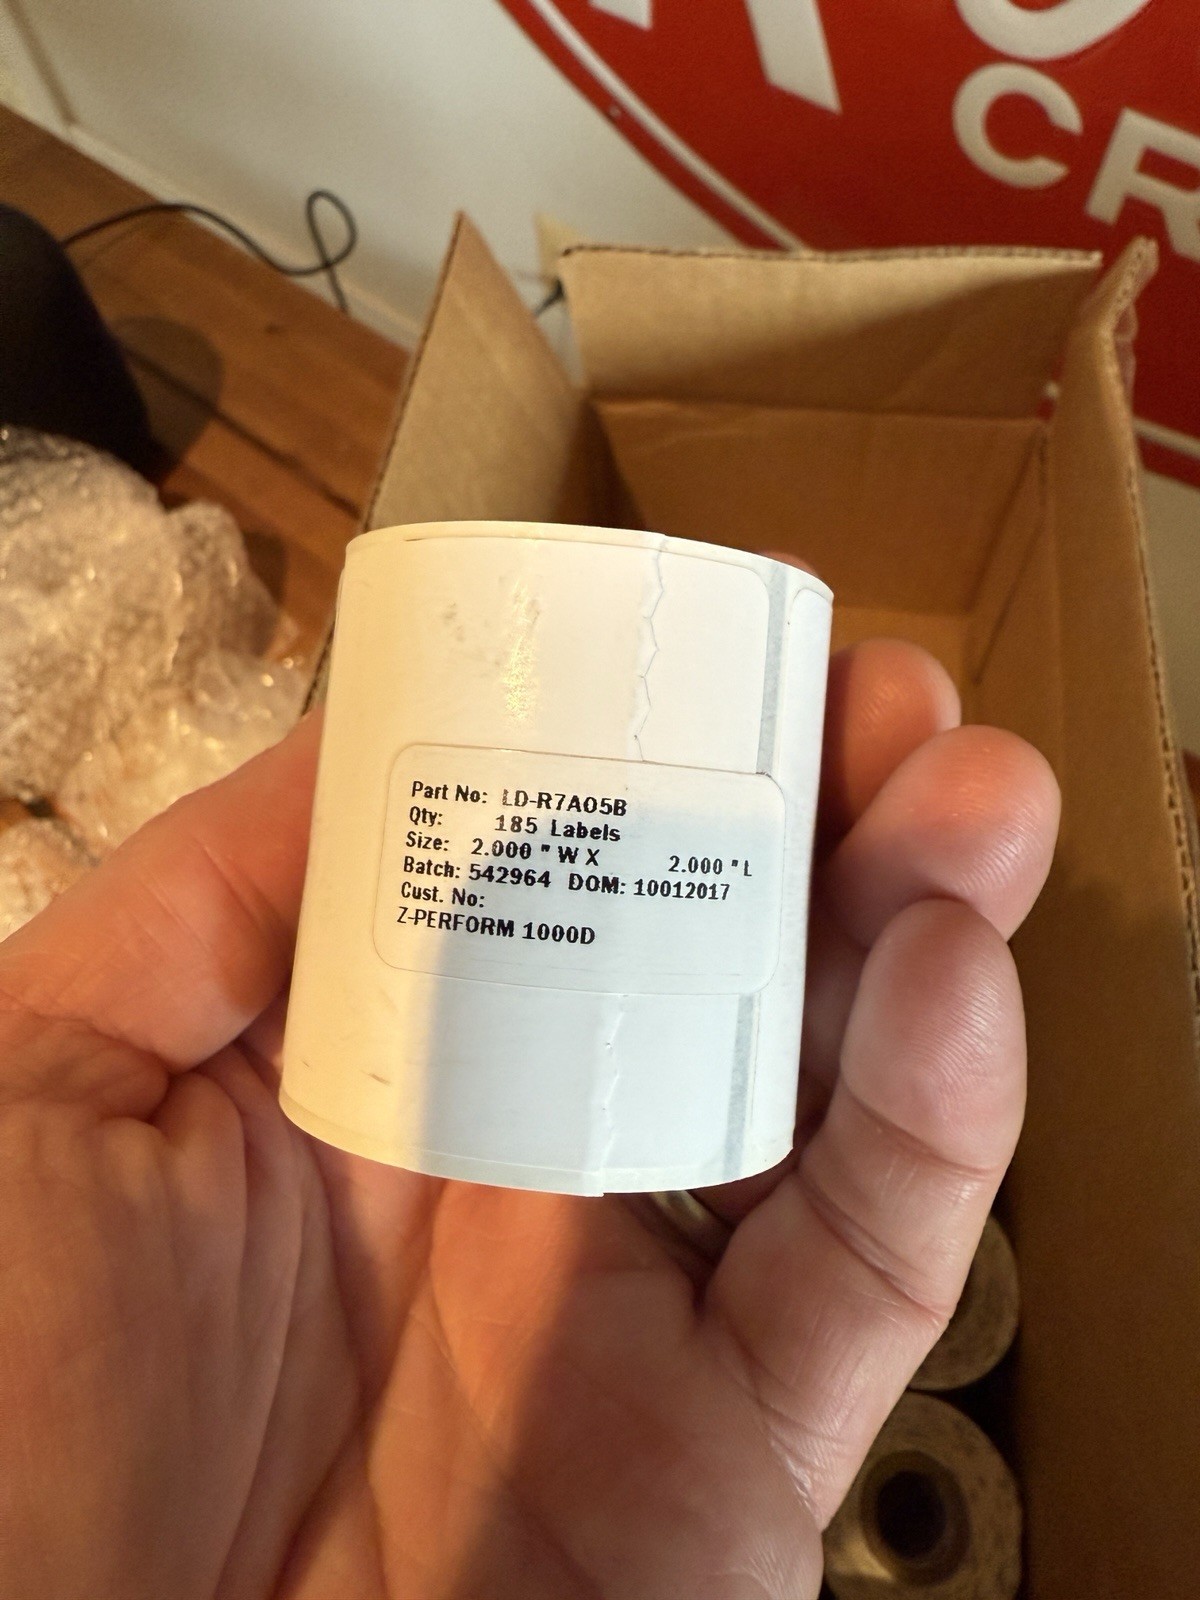 CR
Part No: LD-R7AO5B
Qty: 185 Labels
Size: 2.000 " W X 2.000 " L
Batch: 542964 DOM: 10012017
Cust. No:
Z-PERFORM 1000D